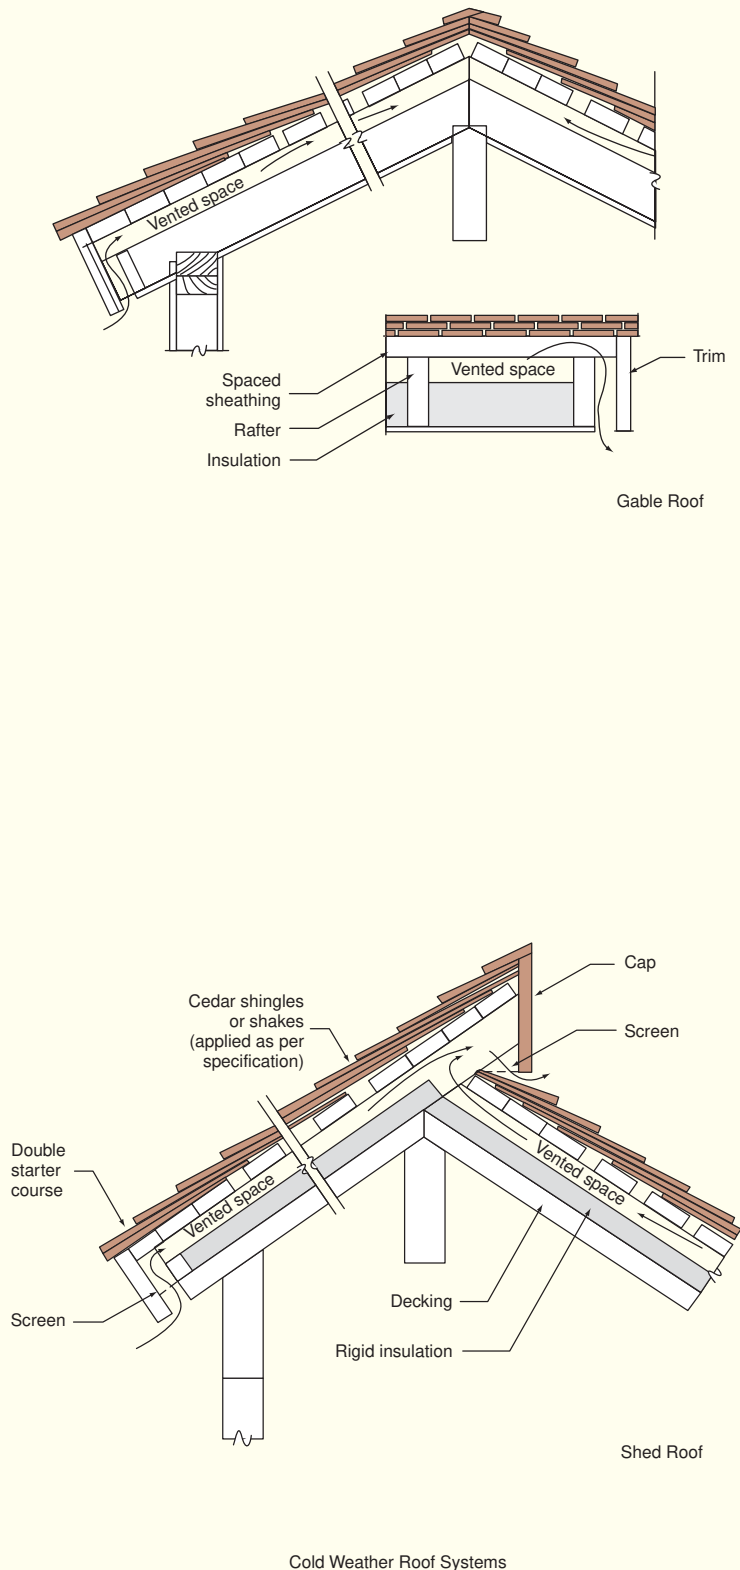 Vented space
Vented space
Trim
Spaced
sheathing
Rafter
Insulation
Gable Roof
Cap
Cedar shingles
or shakes
(applied as per
specification)
Screen
Double
starter
course
Vented space
Vented space
Screen
Decking
Rigid insulation
Shed Roof
Cold Weather Roof Systems